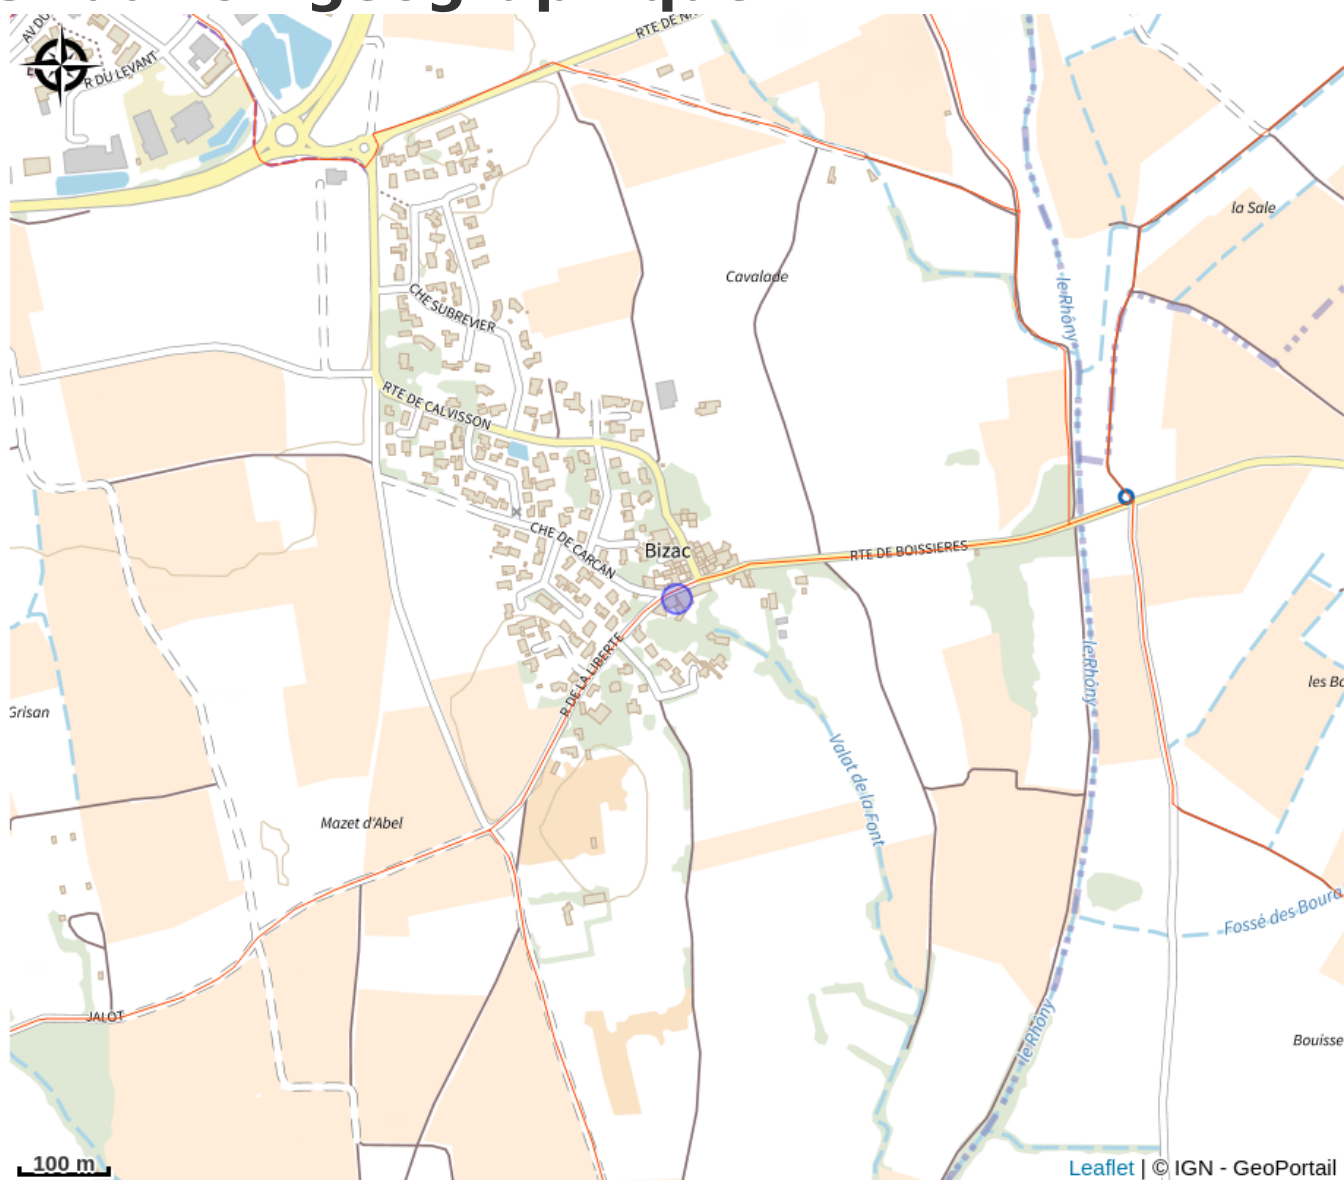 AV DU
R DU LEVANT
RTE DE
la Sale
Cavalade
le Rhôny
CHE SUBREVIER
RTE DE CALVISSON
CHE DE CARCAN
Bizac
RTE DE BOISSIERES
R DE LA LIBERTE
le Rhôny
les Bo
Grisan
Valat de la Font
Mazet d'Abel
Fossé des Bourg
JALOT
le Rhôny
Bouisse
100 m
Leaflet | © IGN - GeoPortail